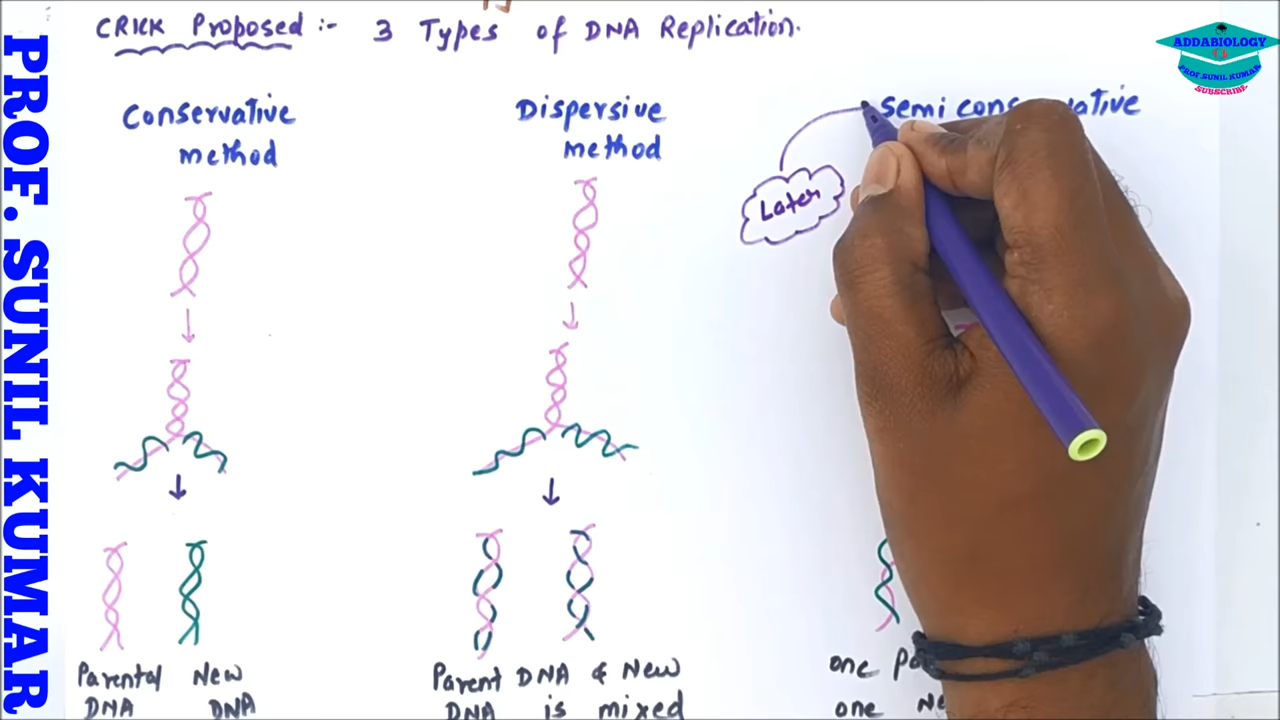 CRICK Proposed :- 3 Types of DNA Replication.
Conservative
method
Dispersive
method
Semi
Later
Parental New
DNA DNA
Parent DNA & New
DNA is mixed
one
one
PROF. SUNIL KUMAR
ADDABIOLOGY
PROF.SUNIL KUMAR
SUBSCRIBE